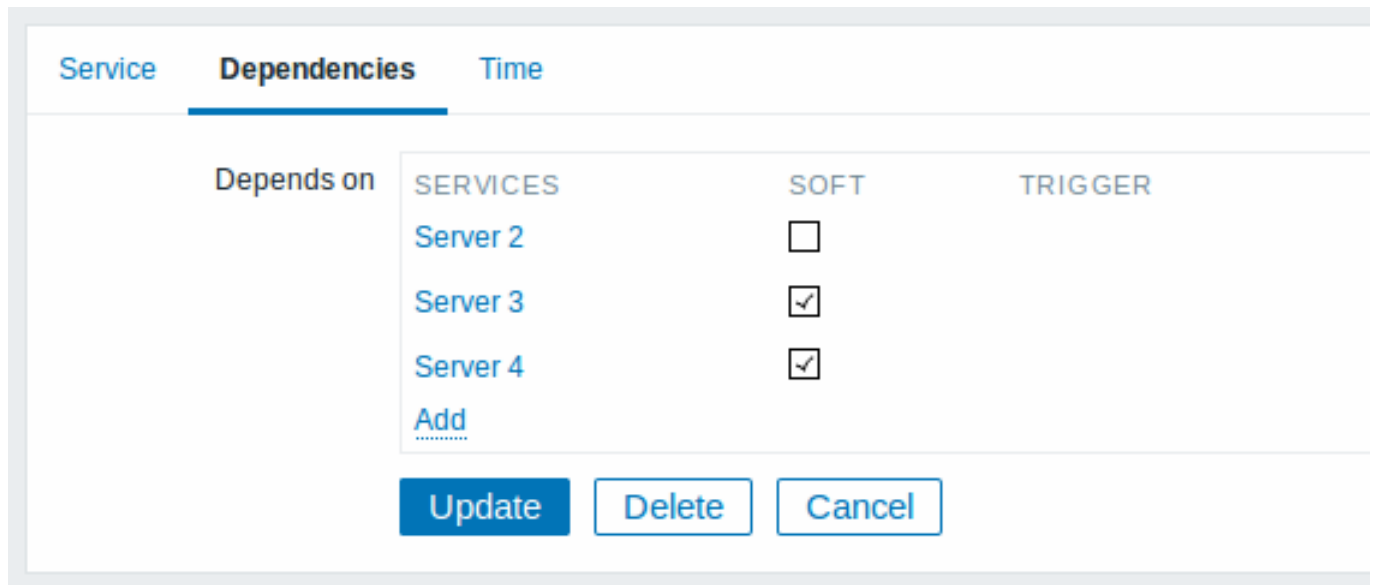 Service Dependencies Time
Depends on SERVICES SOFT TRIGGER
Server 2
Server 3
Server 4
Add
Update Delete Cancel